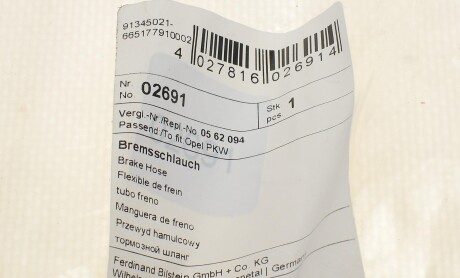 91345021-
665177910002
4 027816 026914
Nr.
No. 02691
Stk
pcs 1
Vergl.-Nr./Repl.-No. 05 62 094
Passend /To fit Opel PKW
Bremsschlauch
Brake Hose
Flexible de frein
tubo freno
Manguera de freno
Przewyd hamulcowy
тормозной шланг
Ferdinand Bilstein GmbH + Co. KG
Germany